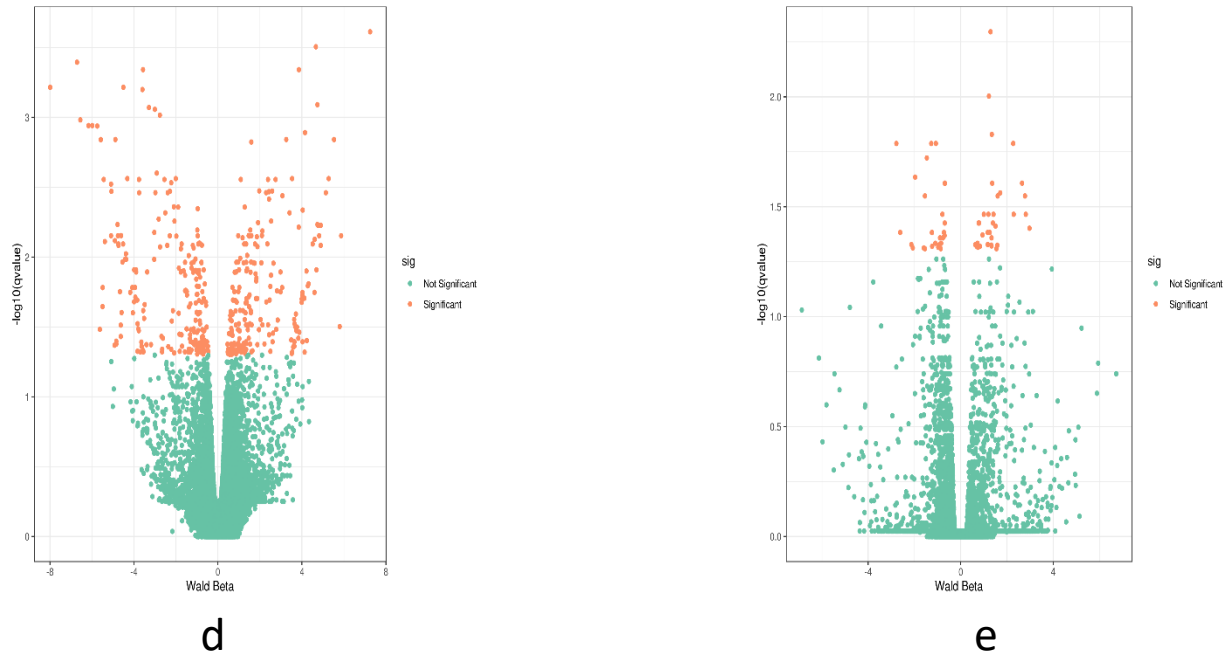 3
2
1
0
-log10(qvalue)
-8
-4
0
4
8
Wald Beta
sig
Not Significant
Significant
d
2.0
1.5
1.0
0.5
0.0
-log10(qvalue)
-4
0
4
Wald Beta
sig
Not Significant
Significant
e